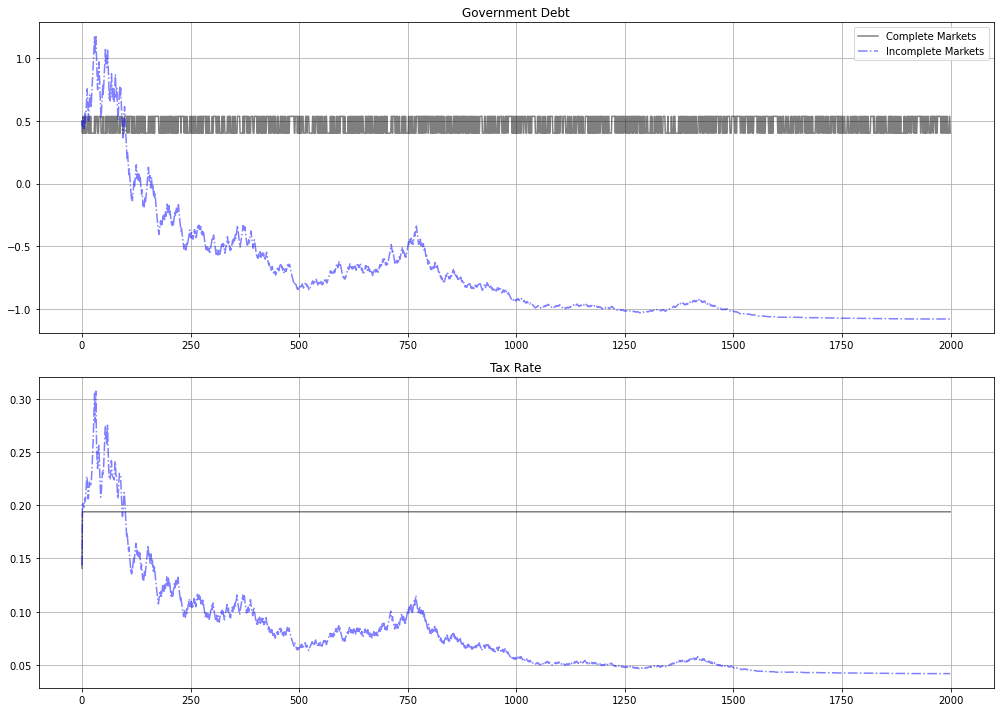 Government Debt
Complete Markets
Incomplete Markets
1.0
0.5
0.0
−0.5
−1.0
0 250 500 750 1000 1250 1500 1750 2000
Tax Rate
0.30
0.25
0.20
0.15
0.10
0.05
0 250 500 750 1000 1250 1500 1750 2000